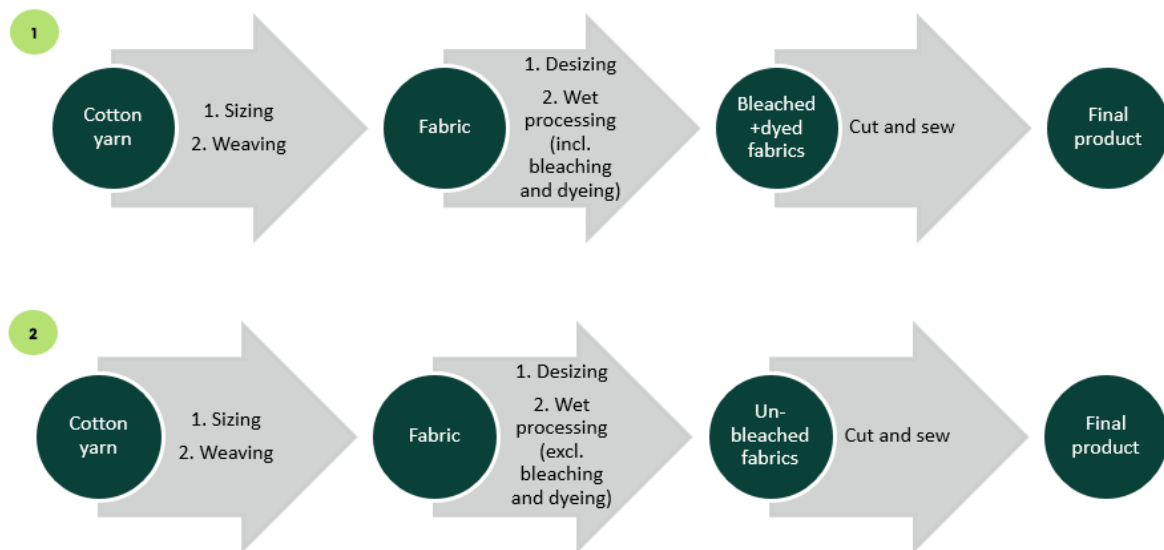 1
Cotton
yarn
1. Sizing
2. Weaving
Fabric
1. Desizing
2. Wet
processing
(incl.
bleaching
and dyeing)
Bleached
+dyed
fabrics
Cut and sew
Final
product
2
Cotton
yarn
1. Sizing
2. Weaving
Fabric
1. Desizing
2. Wet
processing
(excl.
bleaching
and dyeing)
Un-
bleached
fabrics
Cut and sew
Final
product